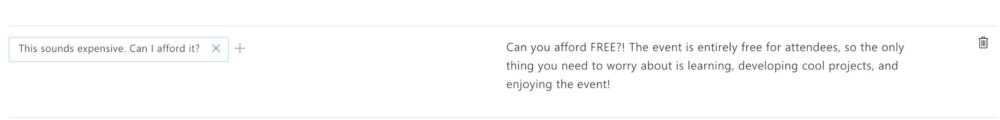 This sounds expensive. Can I afford it?
Can you afford FREE?! The event is entirely free for attendees, so the only
thing you need to worry about is learning, developing cool projects, and
enjoying the event!